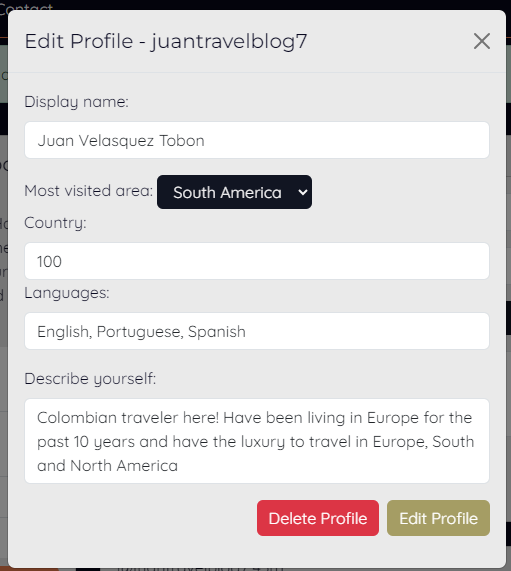 Contact
Edit Profile - juantravelblog7
Display name:
Juan Velasquez Tobon
Most visited area: South America
Country:
100
Languages:
English, Portuguese, Spanish
Describe yourself:
Colombian traveler here! Have been living in Europe for the
past 10 years and have the luxury to travel in Europe, South
and North America
Delete Profile Edit Profile